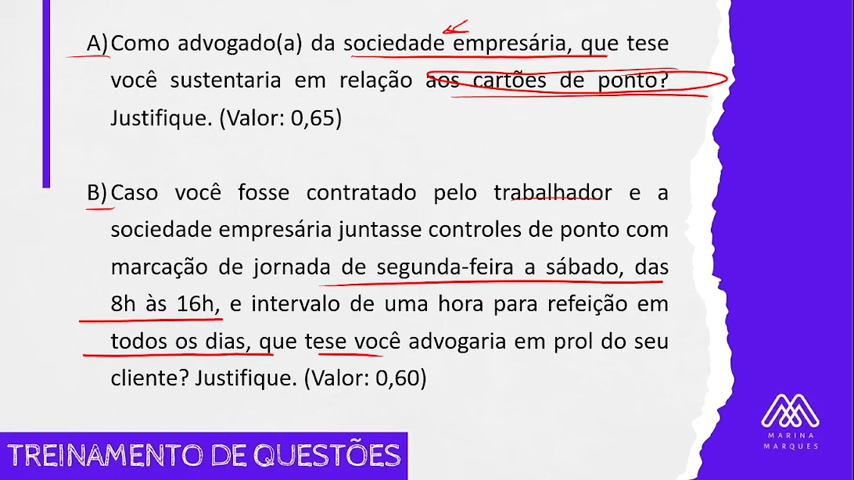 A) Como advogado(a) da sociedade empresária, que tese
você sustentaria em relação aos cartões de ponto?
Justifique. (Valor: 0,65)
B) Caso você fosse contratado pelo trabalhador e a
sociedade empresária juntasse controles de ponto com
marcação de jornada de segunda-feira a sábado, das
8h às 16h, e intervalo de uma hora para refeição em
todos os dias, que tese você advogaria em prol do seu
cliente? Justifique. (Valor: 0,60)
MARINA
MARQUES
TREINAMENTO DE QUESTÕES